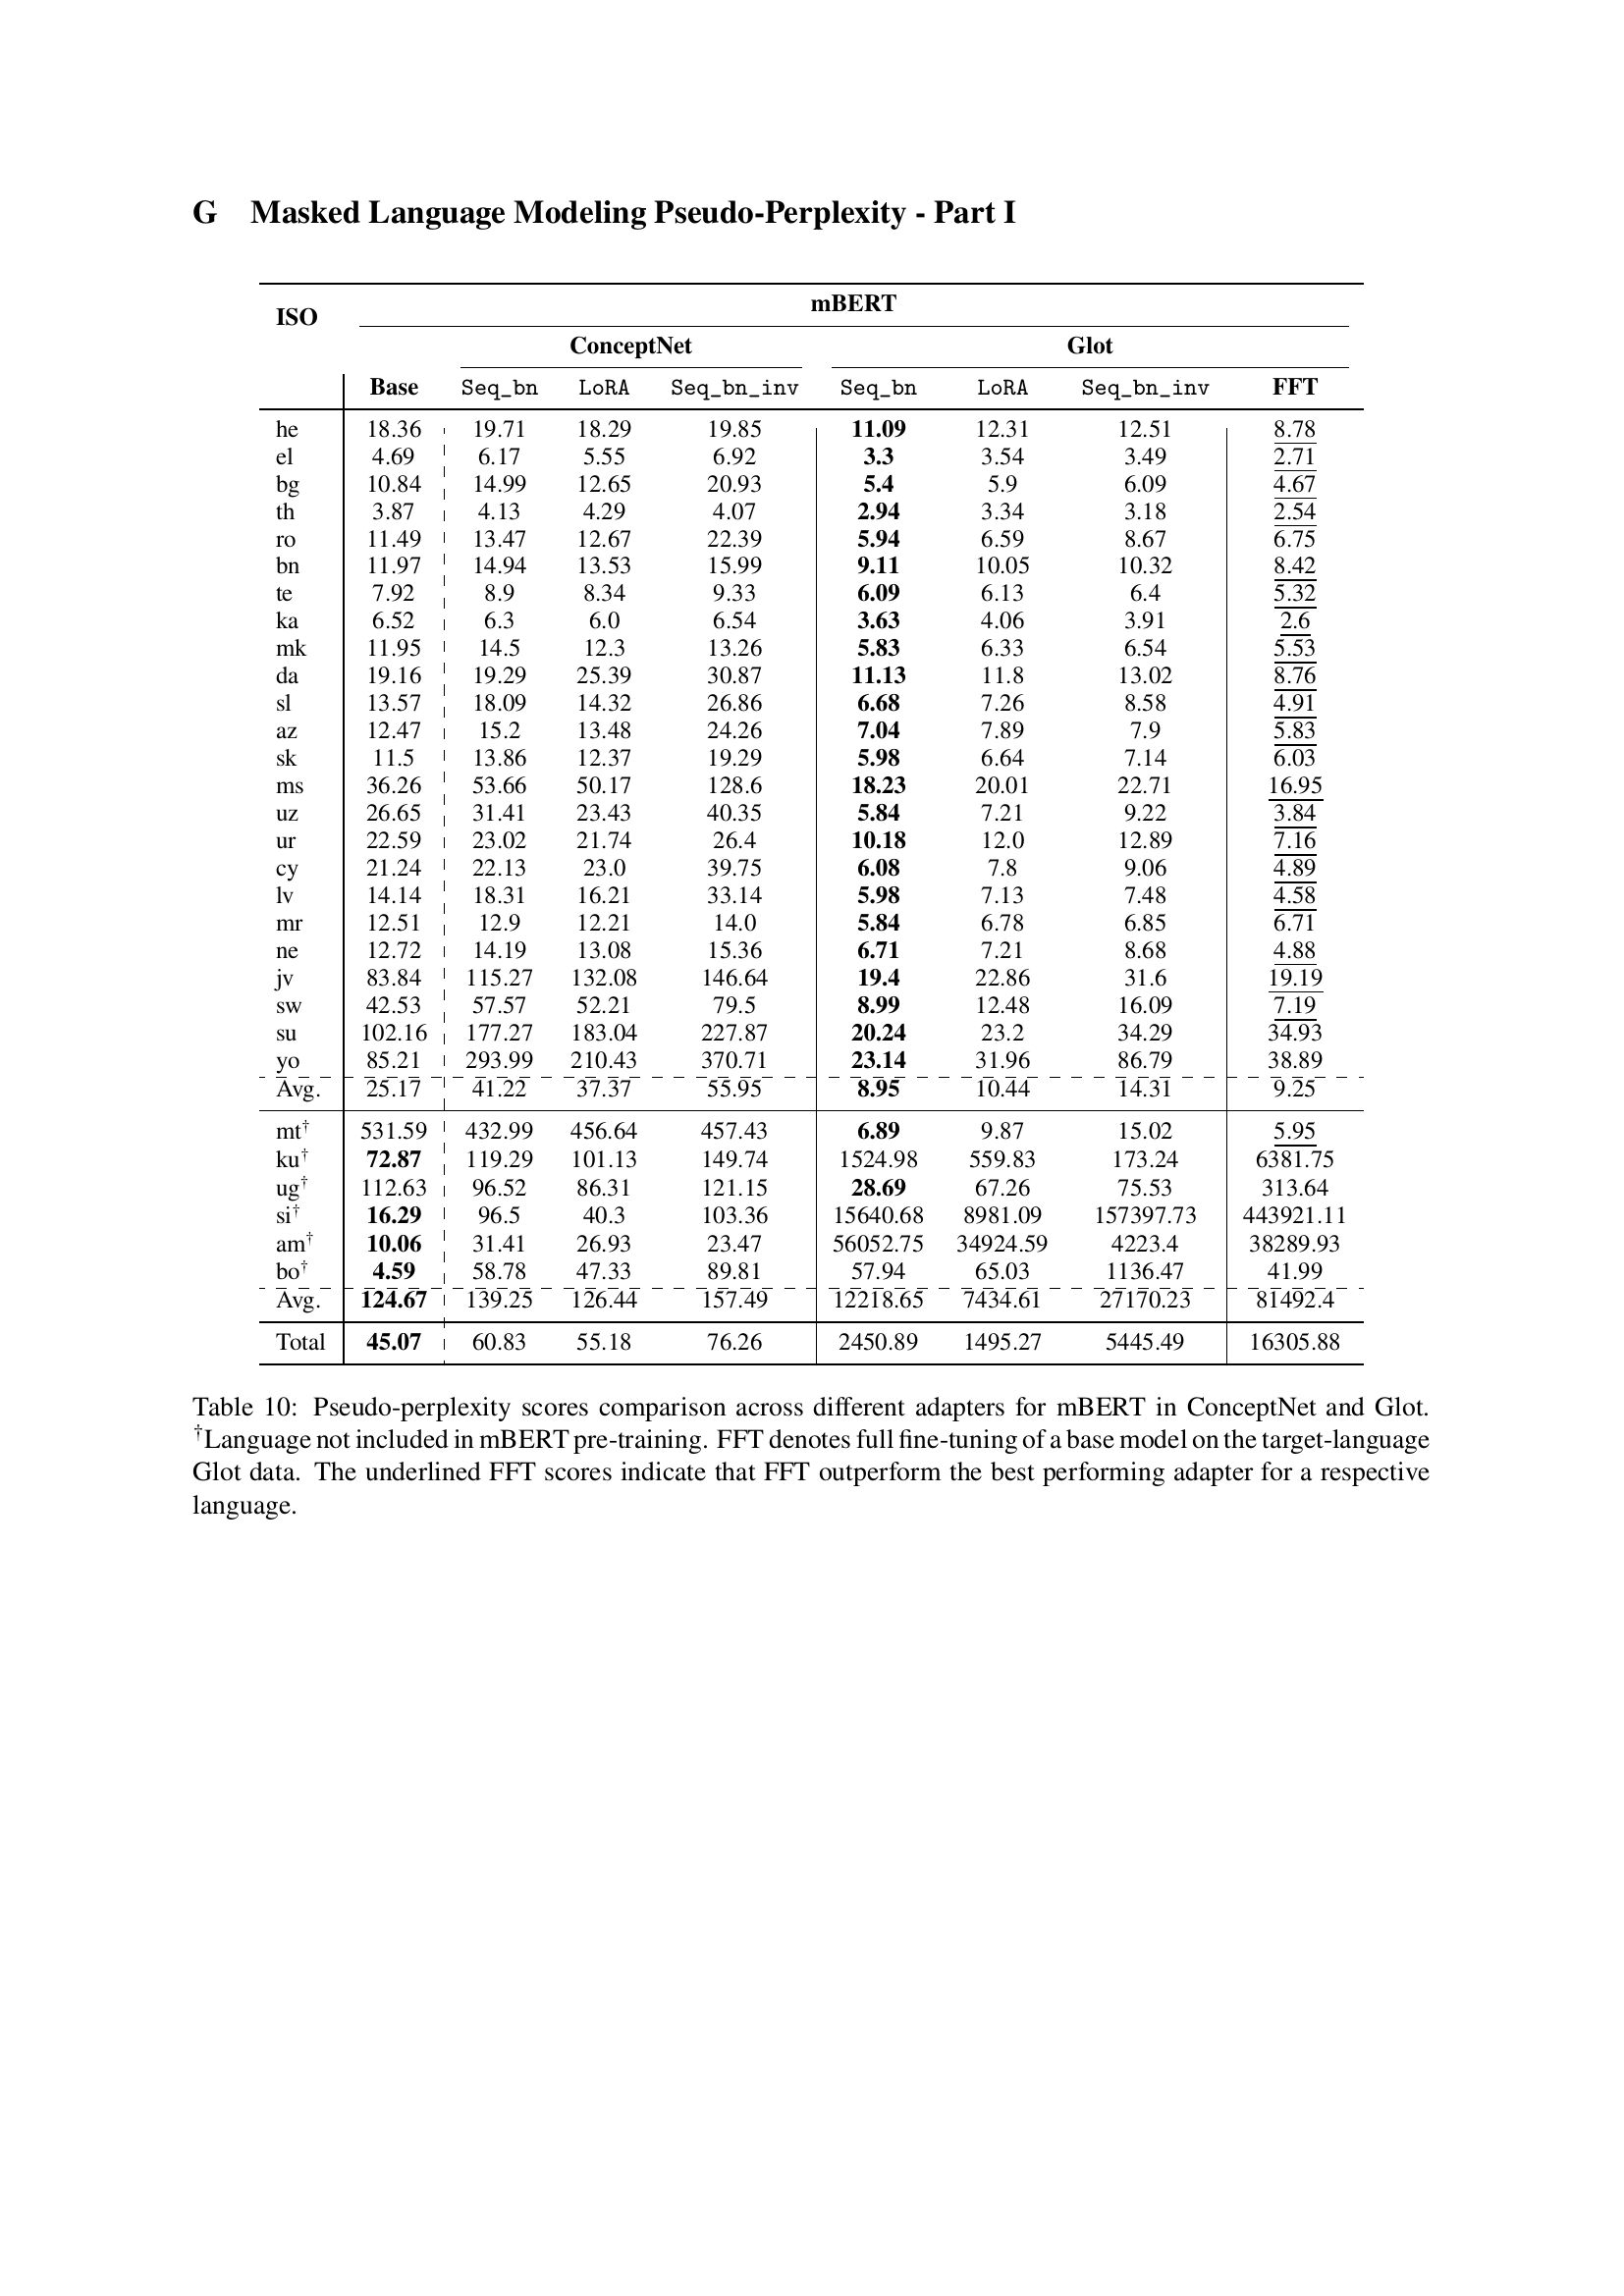 G Masked Language Modeling Pseudo-Perplexity - Part I
ISO mBERT
ConceptNet Glot
Base Seq_bn LoRA Seq_bn_inv Seq_bn LoRA Seq_bn_inv FFT
he 18.36 19.71 18.29 19.85 11.09 12.31 12.51 8.78
el 4.69 6.17 5.55 6.92 3.3 3.54 3.49 2.71
bg 10.84 14.99 12.65 20.93 5.4 5.9 6.09 4.67
th 3.87 4.13 4.29 4.07 2.94 3.34 3.18 2.54
ro 11.49 13.47 12.67 22.39 5.94 6.59 8.67 6.75
bn 11.97 14.94 13.53 15.99 9.11 10.05 10.32 8.42
te 7.92 8.9 8.34 9.33 6.09 6.13 6.4 5.32
ka 6.52 6.3 6.0 6.54 3.63 4.06 3.91 2.6
mk 11.95 14.5 12.3 13.26 5.83 6.33 6.54 5.53
da 19.16 19.29 25.39 30.87 11.13 11.8 13.02 8.76
sl 13.57 18.09 14.32 26.86 6.68 7.26 8.58 4.91
az 12.47 15.2 13.48 24.26 7.04 7.89 7.9 5.83
sk 11.5 13.86 12.37 19.29 5.98 6.64 7.14 6.03
ms 36.26 53.66 50.17 128.6 18.23 20.01 22.71 16.95
uz 26.65 31.41 23.43 40.35 5.84 7.21 9.22 3.84
ur 22.59 23.02 21.74 26.4 10.18 12.0 12.89 7.16
cy 21.24 22.13 23.0 39.75 6.08 7.8 9.06 4.89
lv 14.14 18.31 16.21 33.14 5.98 7.13 7.48 4.58
mr 12.51 12.9 12.21 14.0 5.84 6.78 6.85 6.71
ne 12.72 14.19 13.08 15.36 6.71 7.21 8.68 4.88
jv 83.84 115.27 132.08 146.64 19.4 22.86 31.6 19.19
sw 42.53 57.57 52.21 79.5 8.99 12.48 16.09 7.19
su 102.16 177.27 183.04 227.87 20.24 23.2 34.29 34.93
yo 85.21 293.99 210.43 370.71 23.14 31.96 86.79 38.89
Avg. 25.17 41.22 37.37 55.95 8.95 10.44 14.31 9.25
mt† 531.59 432.99 456.64 457.43 6.89 9.87 15.02 5.95
ku† 72.87 119.29 101.13 149.74 1524.98 559.83 173.24 6381.75
ug† 112.63 96.52 86.31 121.15 28.69 67.26 75.53 313.64
si† 16.29 96.5 40.3 103.36 15640.68 8981.09 157397.73 443921.11
am† 10.06 31.41 26.93 23.47 56052.75 34924.59 4223.4 38289.93
bo† 4.59 58.78 47.33 89.81 57.94 65.03 1136.47 41.99
Avg. 124.67 139.25 126.44 157.49 12218.65 7434.61 27170.23 81492.4
Total 45.07 60.83 55.18 76.26 2450.89 1495.27 5445.49 16305.88
Table 10: Pseudo-perplexity scores comparison across different adapters for mBERT in ConceptNet and Glot.
†Language not included in mBERT pre-training. FFT denotes full fine-tuning of a base model on the target-language
Glot data. The underlined FFT scores indicate that FFT outperform the best performing adapter for a respective
language.